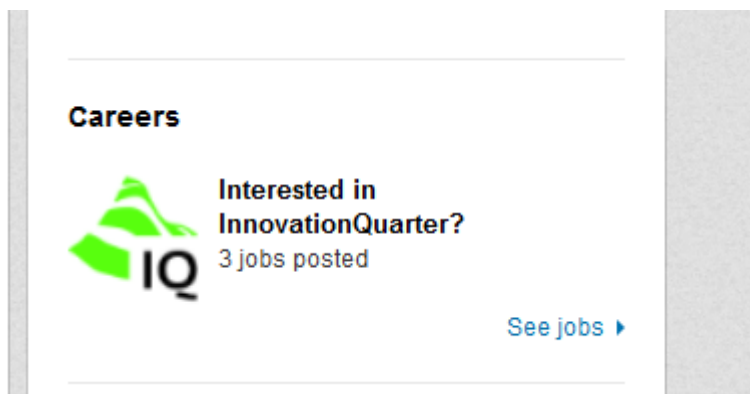 Careers
Interested in
InnovationQuarter?
3 jobs posted
IQ
See jobs